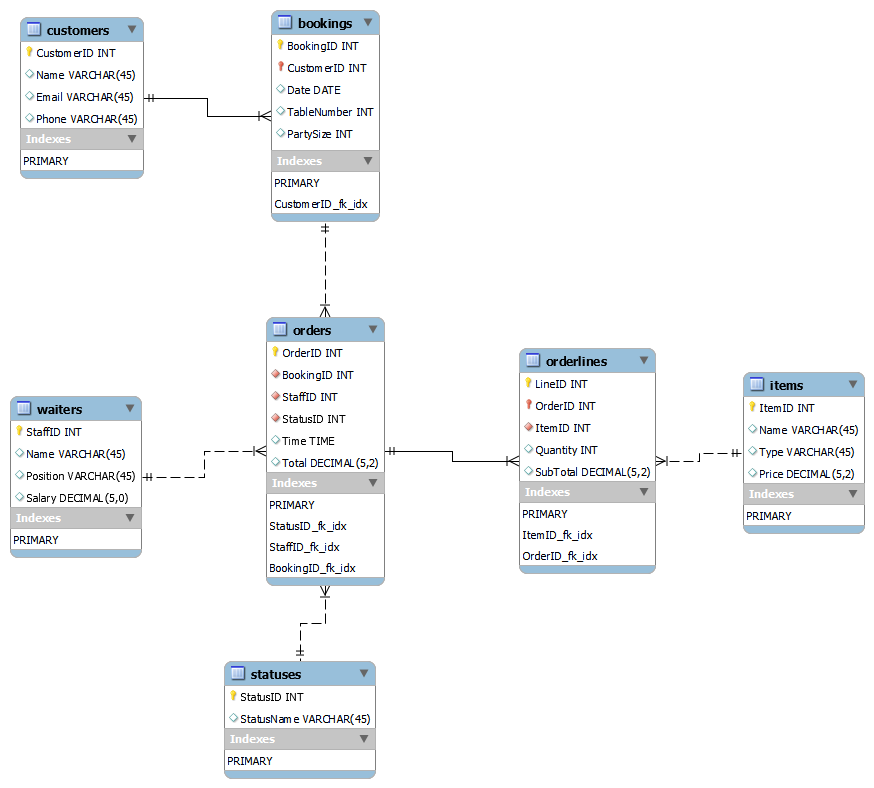 customers
CustomerID INT
Name VARCHAR(45)
Email VARCHAR(45)
Phone VARCHAR(45)
Indexes
PRIMARY
bookings
BookingID INT
CustomerID INT
Date DATE
TableNumber INT
PartySize INT
Indexes
PRIMARY
CustomerID_fk_idx
orders
OrderID INT
BookingID INT
StaffID INT
StatusID INT
Time TIME
Total DECIMAL(5,2)
Indexes
PRIMARY
StatusID_fk_idx
StaffID_fk_idx
BookingID_fk_idx
orderlines
LineID INT
OrderID INT
ItemID INT
Quantity INT
SubTotal DECIMAL(5,2)
Indexes
PRIMARY
ItemID_fk_idx
OrderID_fk_idx
items
ItemID INT
Name VARCHAR(45)
Type VARCHAR(45)
Price DECIMAL(5,2)
Indexes
PRIMARY
waiters
StaffID INT
Name VARCHAR(45)
Position VARCHAR(45)
Salary DECIMAL(5,0)
Indexes
PRIMARY
statuses
StatusID INT
StatusName VARCHAR(45)
Indexes
PRIMARY